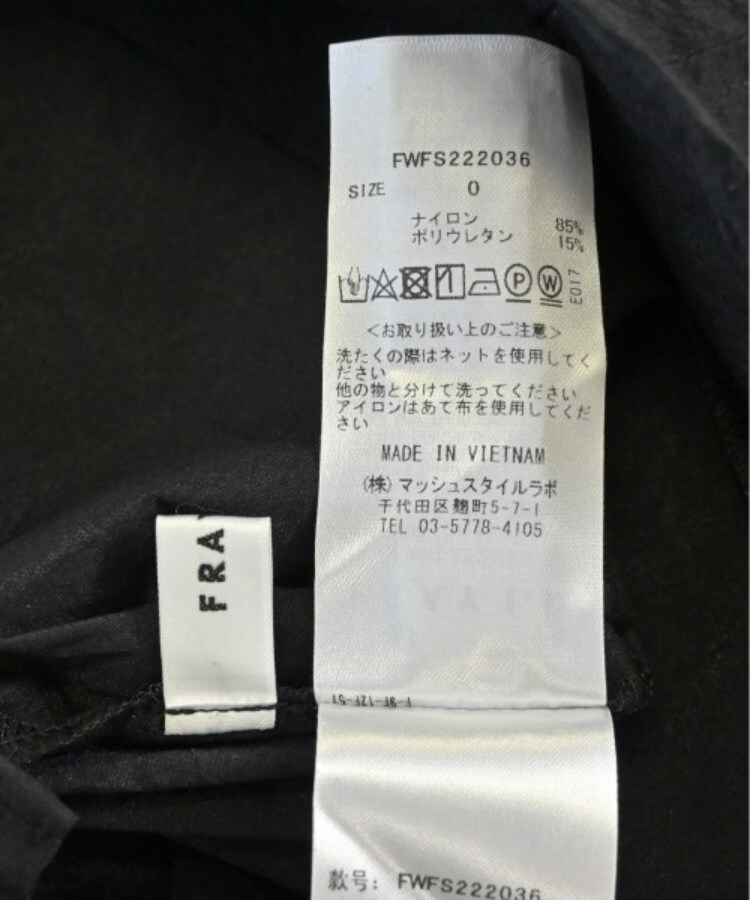 FWFS222036
SIZE 0
ナイロン 85%
ポリウレタン 15%
P W E017
<お取り扱い上のご注意>
洗たくの際はネットを使用してく
ださい
他の物と分けて洗ってください
アイロンはあて布を使用してくだ
さい
MADE IN VIETNAM
(株)マッシュスタイルラボ
千代田区麹町5-7-1
TEL 03-5778-4105
FRA
款号: FWFS222036